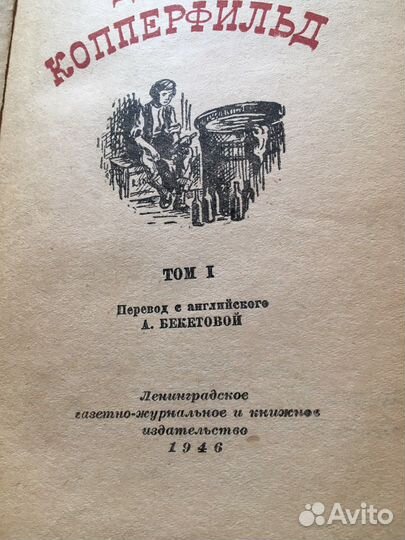 КОППЕРФИЛЬД
ТОМ I
Перевод с английского
А. БЕКЕТОВОЙ
Ленинградское
газетно-журнальное и книжное
издательство
1946
Avito